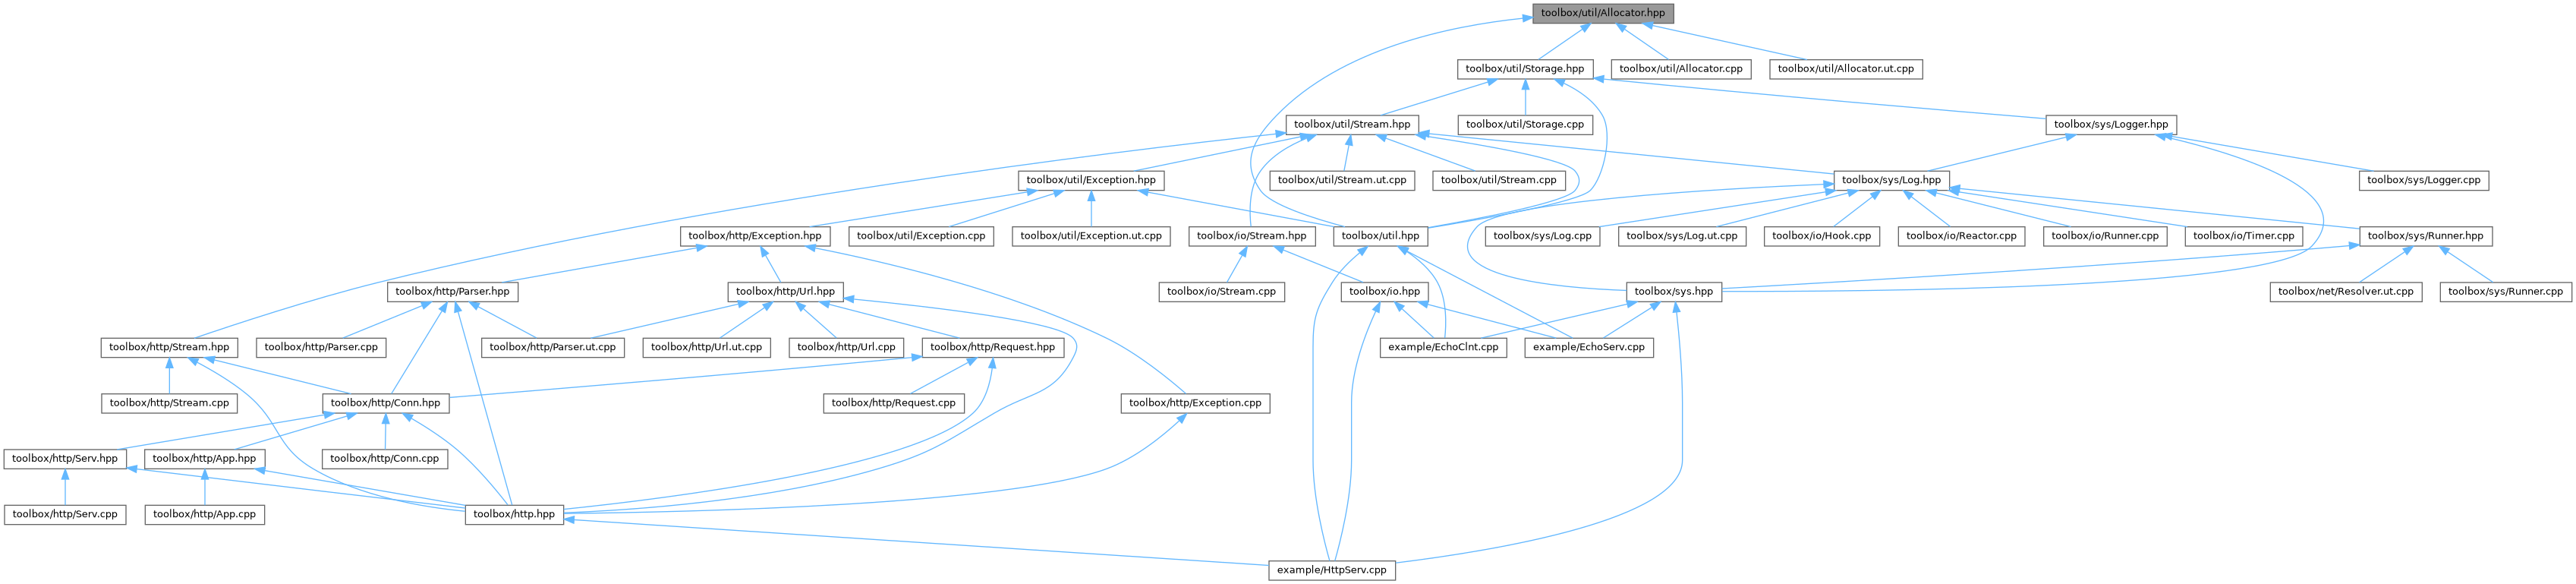 toolbox/util/Allocator.hpp
toolbox/util/Storage.hpp
toolbox/util/Allocator.cpp
toolbox/util/Allocator.ut.cpp
toolbox/util/Stream.hpp
toolbox/util/Storage.cpp
toolbox/sys/Logger.hpp
toolbox/util/Exception.hpp
toolbox/util/Stream.ut.cpp
toolbox/util/Stream.cpp
toolbox/sys/Log.hpp
toolbox/sys/Logger.cpp
toolbox/http/Exception.hpp
toolbox/util/Exception.cpp
toolbox/util/Exception.ut.cpp
toolbox/io/Stream.hpp
toolbox/util.hpp
toolbox/sys/Log.cpp
toolbox/sys/Log.ut.cpp
toolbox/io/Hook.cpp
toolbox/io/Reactor.cpp
toolbox/io/Runner.cpp
toolbox/io/Timer.cpp
toolbox/sys/Runner.hpp
toolbox/http/Parser.hpp
toolbox/http/Url.hpp
toolbox/io/Stream.cpp
toolbox/io.hpp
toolbox/sys.hpp
toolbox/net/Resolver.ut.cpp
toolbox/sys/Runner.cpp
toolbox/http/Stream.hpp
toolbox/http/Parser.cpp
toolbox/http/Parser.ut.cpp
toolbox/http/Url.ut.cpp
toolbox/http/Url.cpp
toolbox/http/Request.hpp
example/EchoClnt.cpp
example/EchoServ.cpp
toolbox/http/Stream.cpp
toolbox/http/Conn.hpp
toolbox/http/Request.cpp
toolbox/http/Exception.cpp
toolbox/http/Serv.hpp
toolbox/http/App.hpp
toolbox/http/Conn.cpp
toolbox/http/Serv.cpp
toolbox/http/App.cpp
toolbox/http.hpp
example/HttpServ.cpp